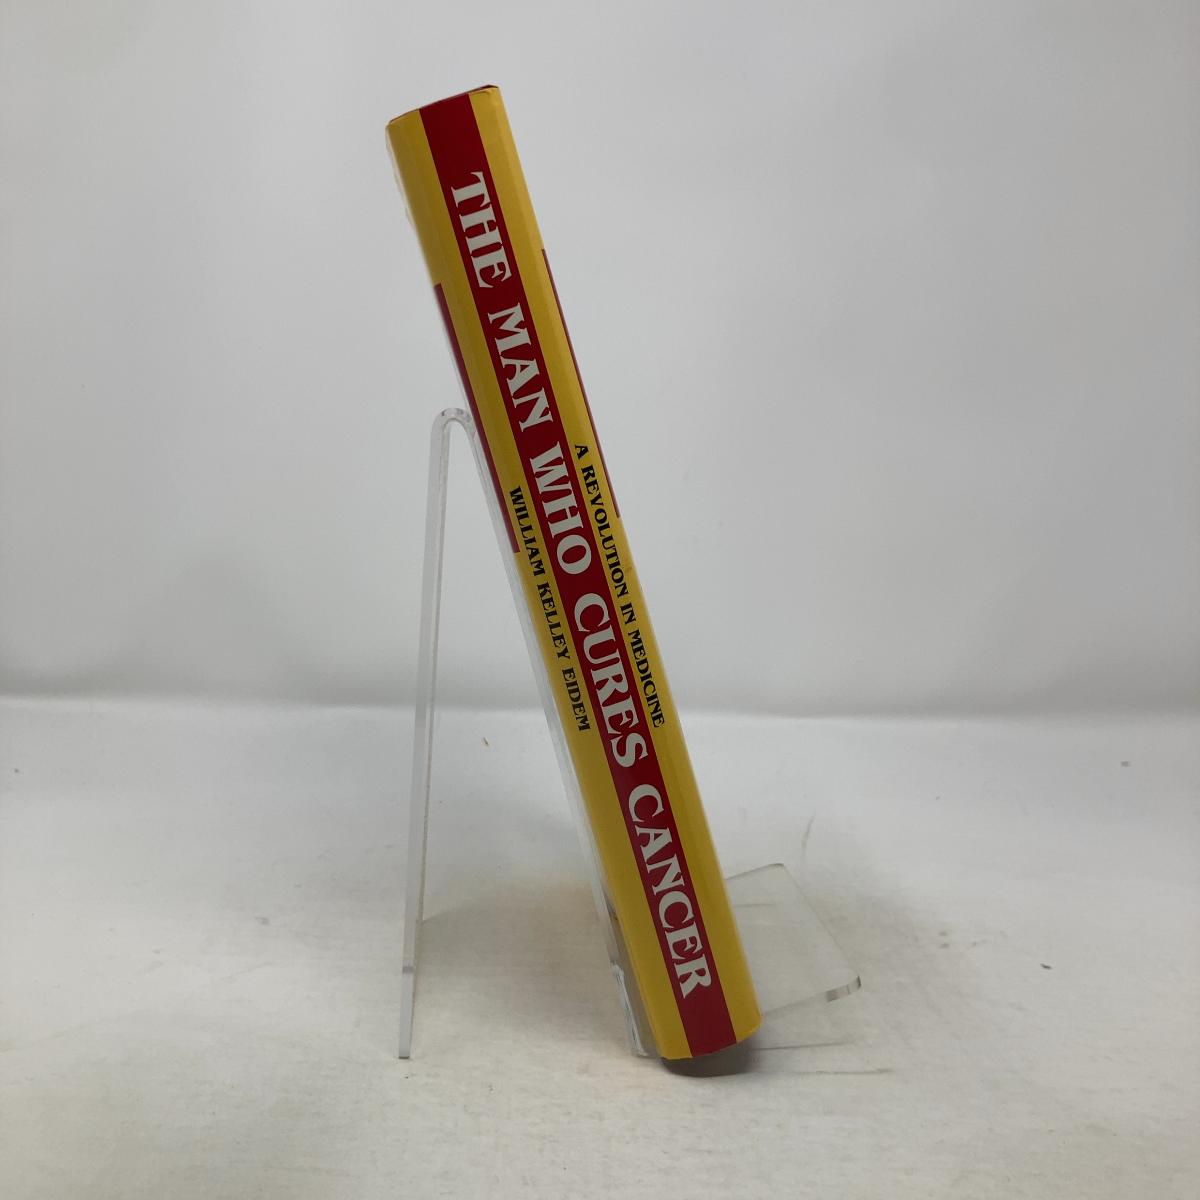 A REVOLUTION IN MEDICINE
THE MAN WHO CURES CANCER
WILLIAM KELLEY EIDEM